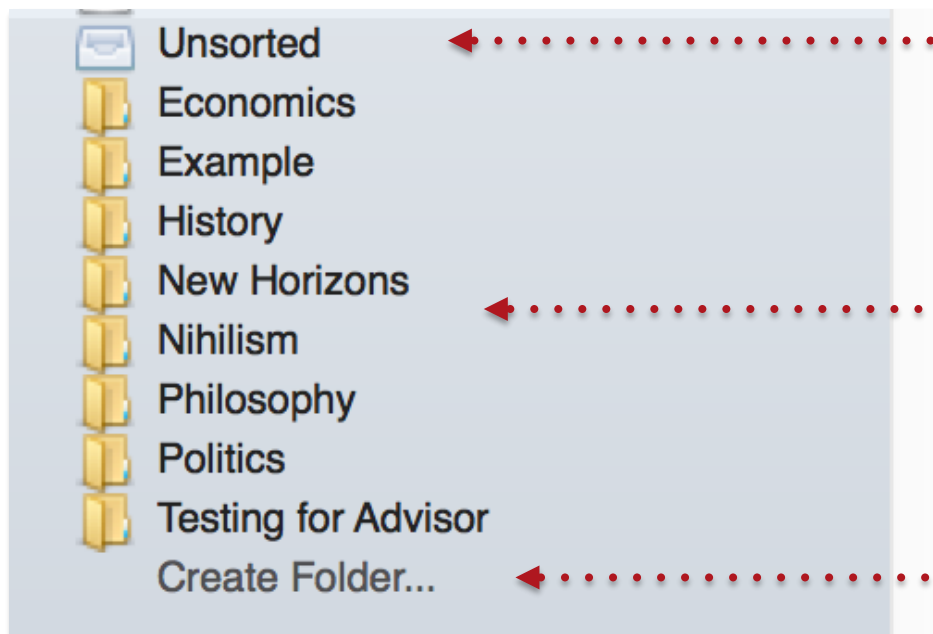 Unsorted
Economics
Example
History
New Horizons
Nihilism
Philosophy
Politics
Testing for Advisor
Create Folder...